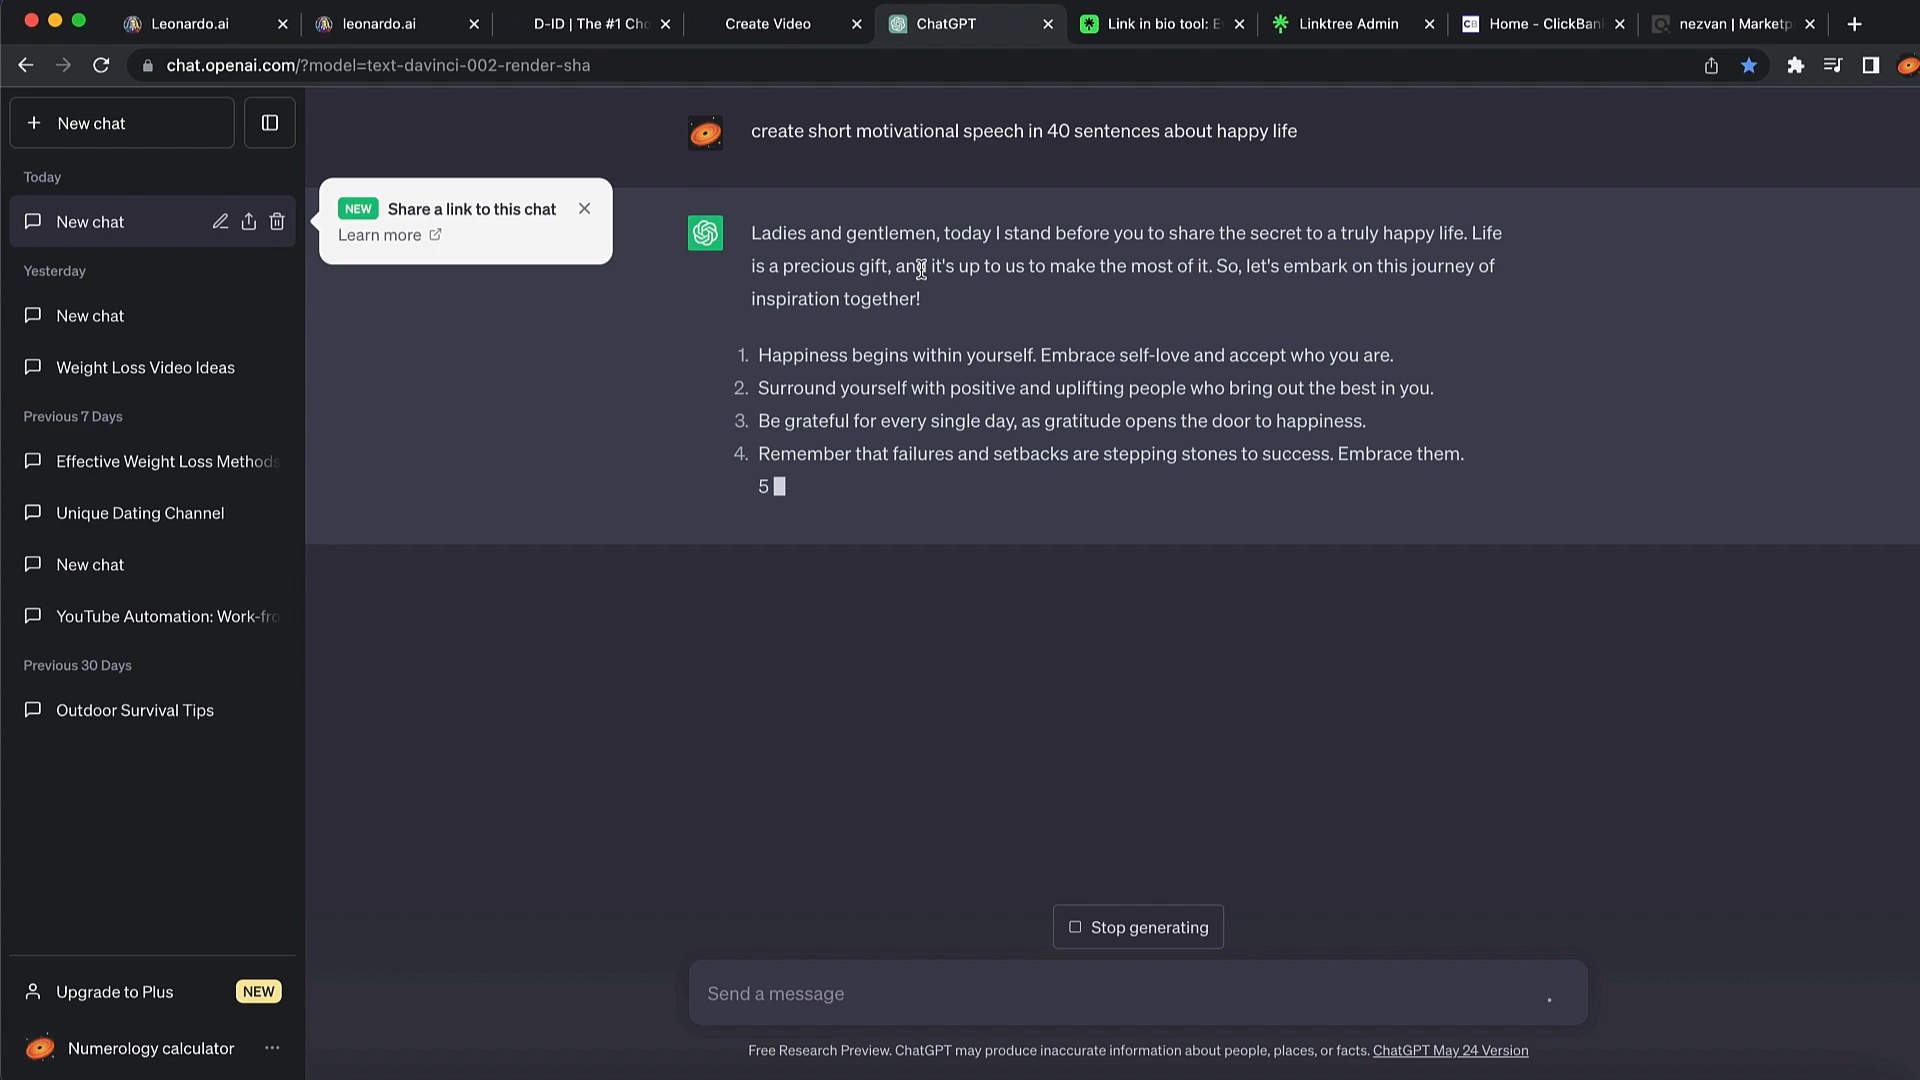 Leonardo.ai
leonardo.ai
D-ID | The #1 Cho
Create Video
ChatGPT
Link in bio tool: E
Linktree Admin
CB Home - ClickBan
nezvan | Marketp
chat.openai.com/?model=text-davinci-002-render-sha
New chat
Today
New chat
Yesterday
New chat
Weight Loss Video Ideas
Previous 7 Days
Effective Weight Loss Methods
Unique Dating Channel
New chat
YouTube Automation: Work-fro
Previous 30 Days
Outdoor Survival Tips
Upgrade to Plus NEW
Numerology calculator
NEW Share a link to this chat
Learn more
create short motivational speech in 40 sentences about happy life
Ladies and gentlemen, today I stand before you to share the secret to a truly happy life. Life
is a precious gift, and it's up to us to make the most of it. So, let's embark on this journey of
inspiration together!
1. Happiness begins within yourself. Embrace self-love and accept who you are.
2. Surround yourself with positive and uplifting people who bring out the best in you.
3. Be grateful for every single day, as gratitude opens the door to happiness.
4. Remember that failures and setbacks are stepping stones to success. Embrace them.
5
Stop generating
Send a message
Free Research Preview. ChatGPT may produce inaccurate information about people, places, or facts. ChatGPT May 24 Version